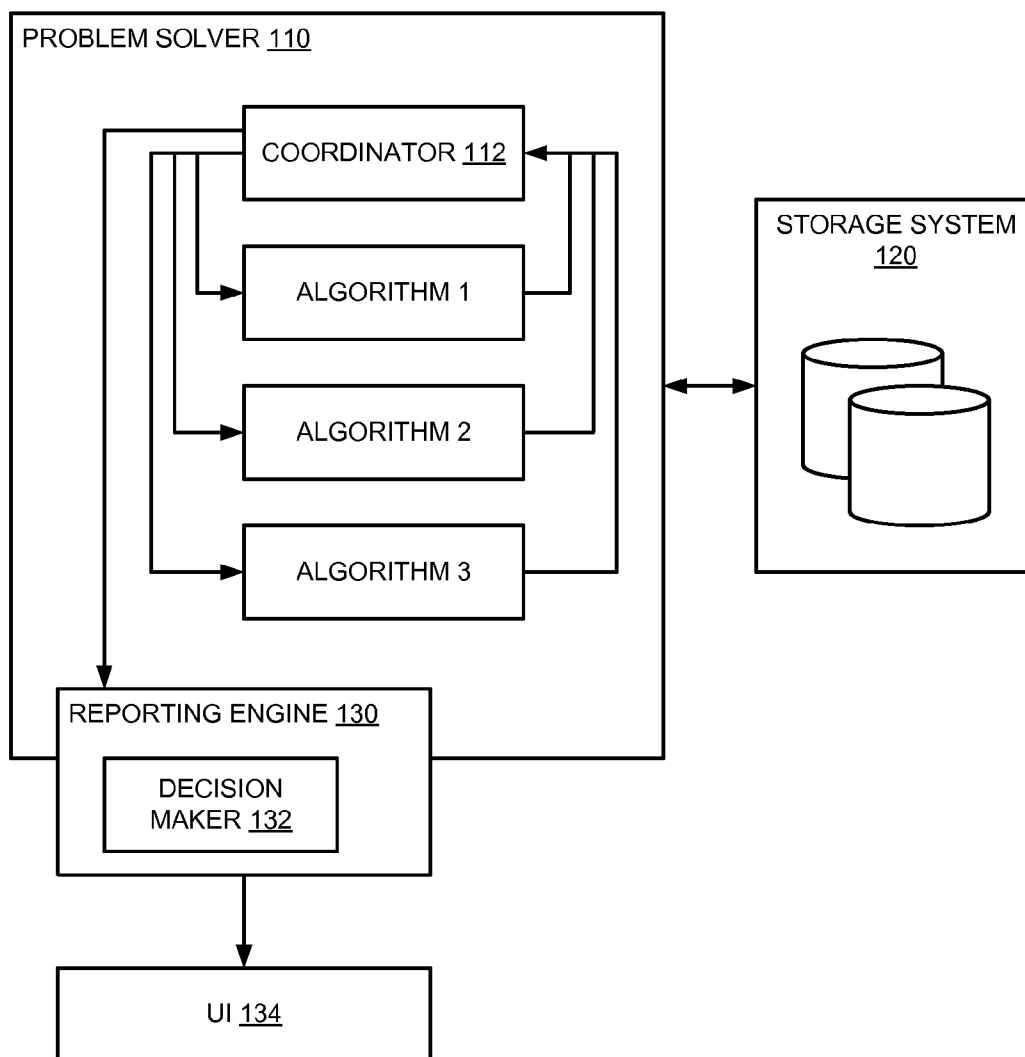 PROBLEM SOLVER 110
COORDINATOR 112
STORAGE SYSTEM
120
ALGORITHM 1
ALGORITHM 2
ALGORITHM 3
REPORTING ENGINE 130
DECISION
MAKER 132
UI 134